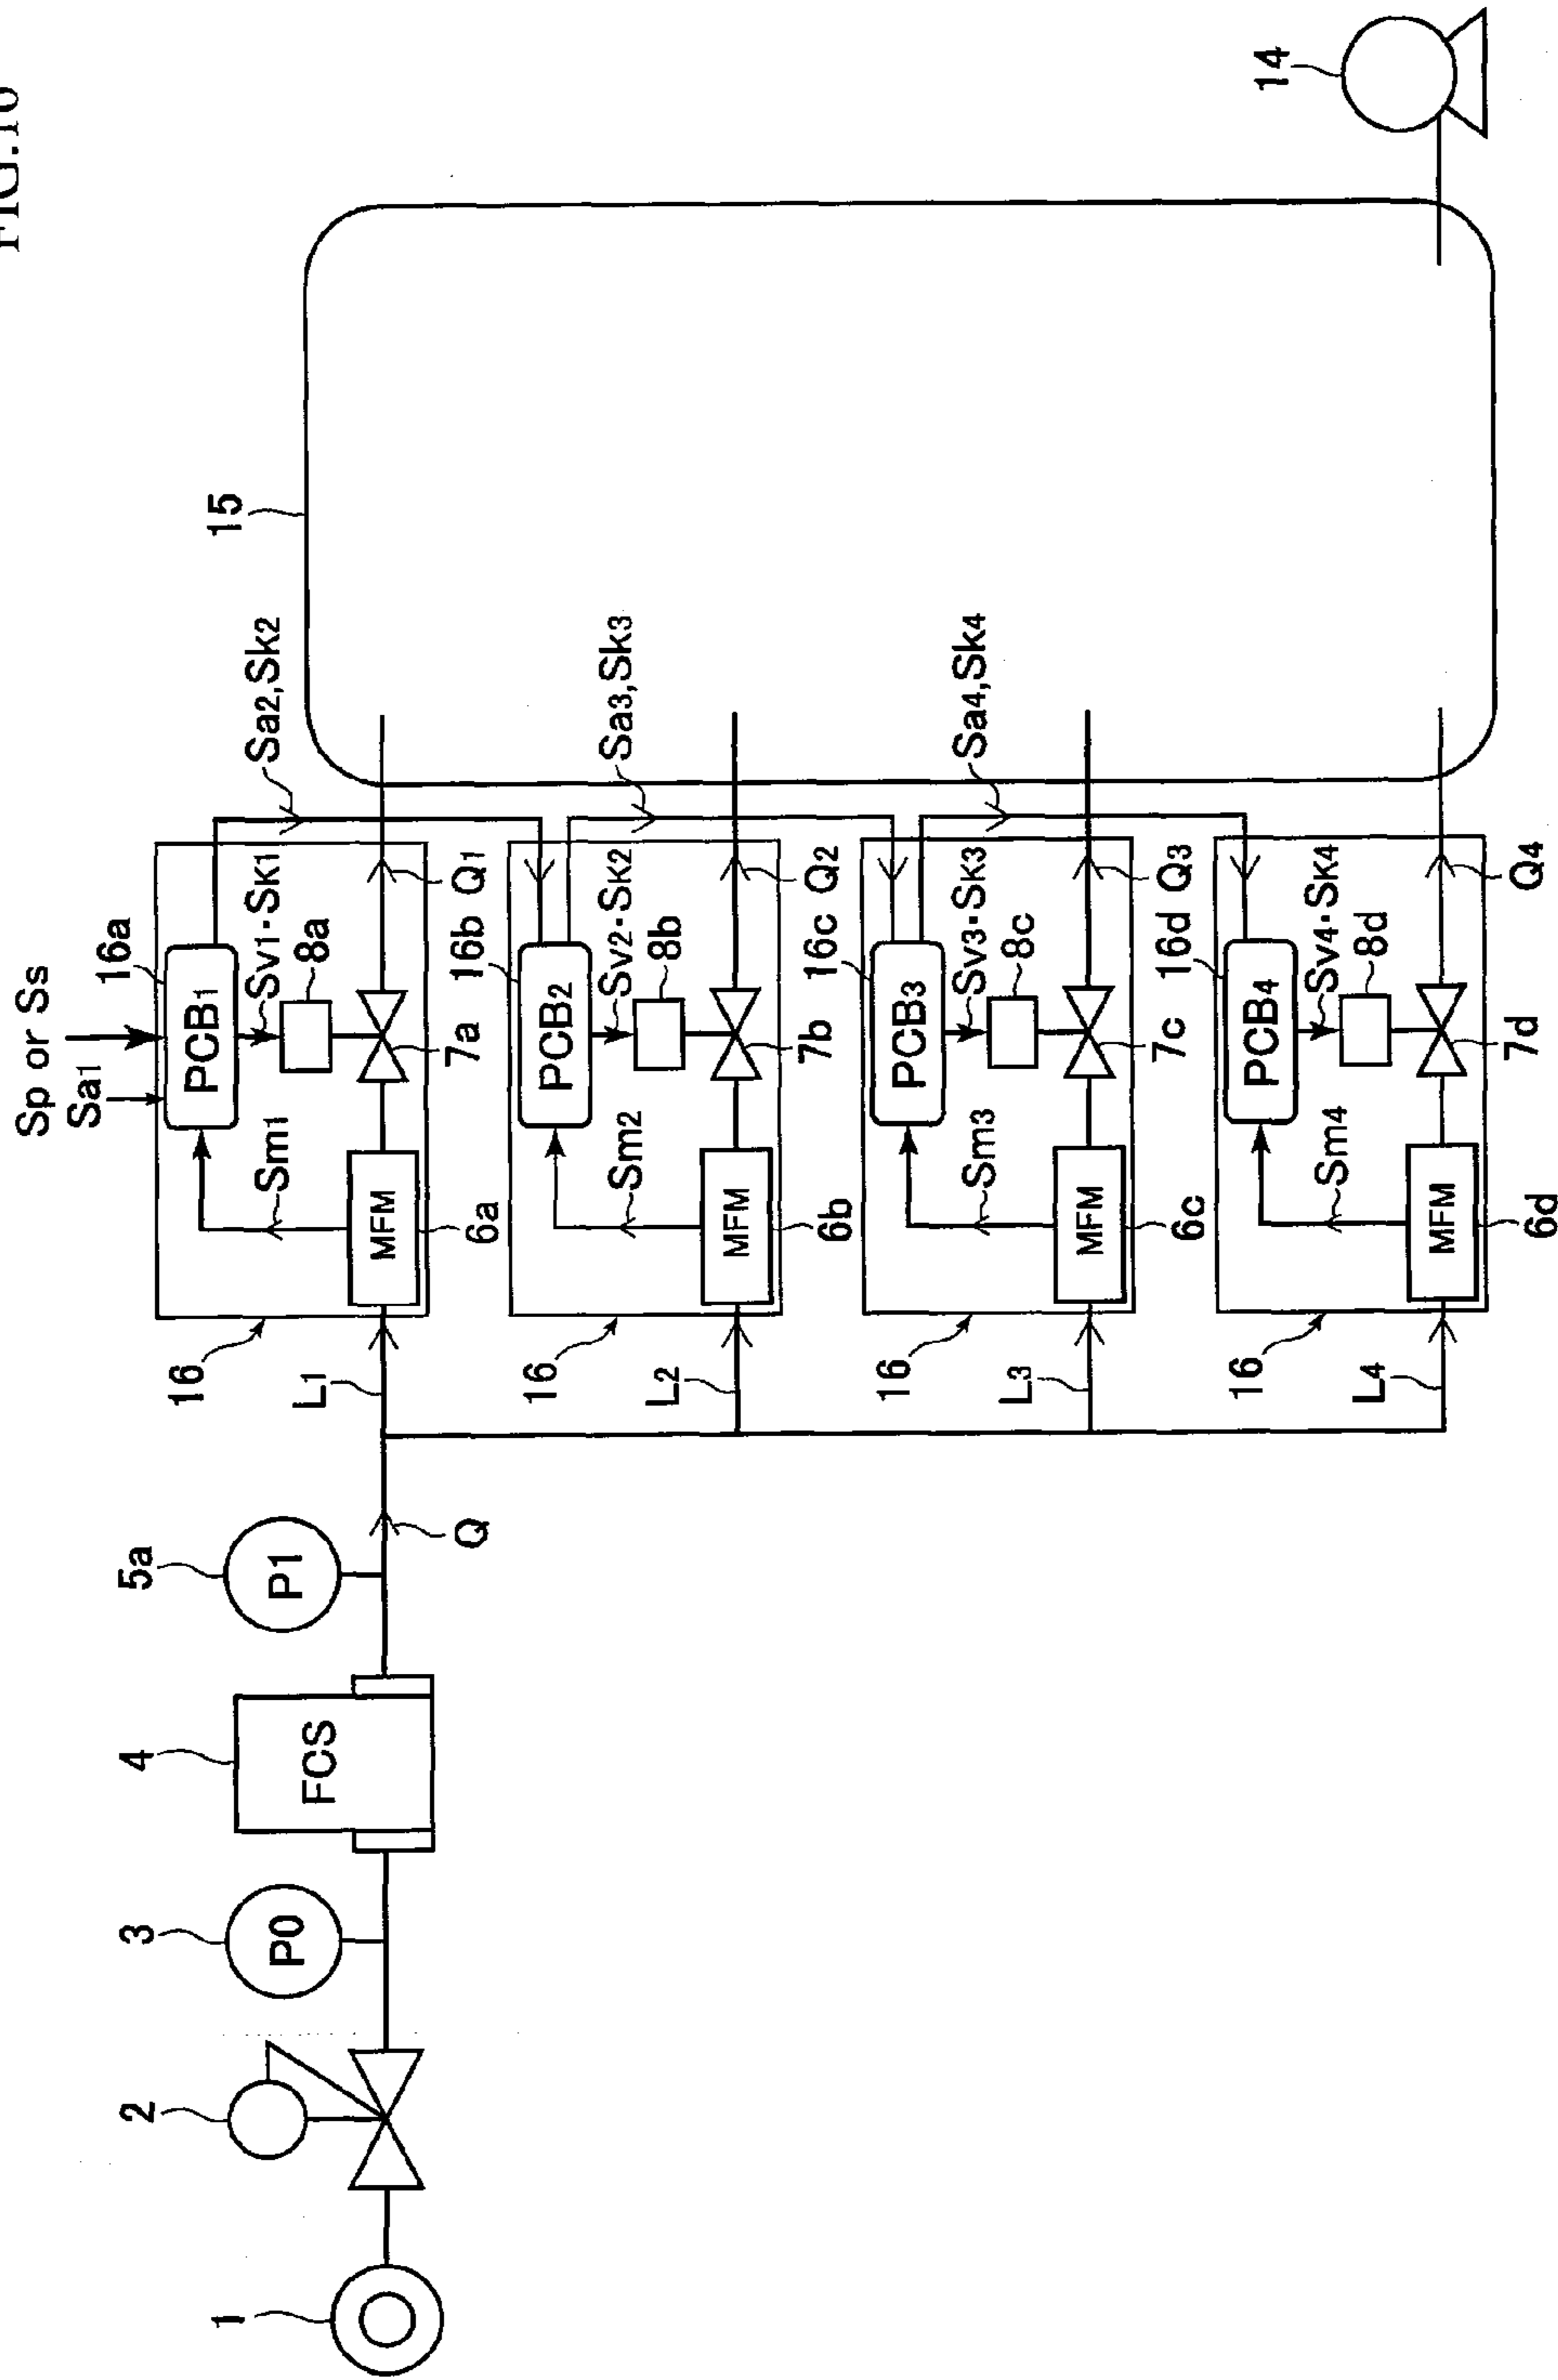 FIG.10
Sp or Ss
Sa1
16a
PCB1
Sv1·Sk1
8a
Sm1
MFM
6a
7a
Q1
16
L1
Sa2,Sk2
15
14
16b
PCB2
Sv2·Sk2
8b
Sm2
MFM
6b
7b
Q2
16
L2
Sa3,Sk3
16c
PCB3
Sv3·Sk3
8c
Sm3
MFM
6c
7c
Q3
16
L3
Sa4,Sk4
16d
PCB4
Sv4·Sk4
8d
Sm4
MFM
6d
7d
Q4
16
L4
1
2
3
P0
4
FCS
5a
P1
Q